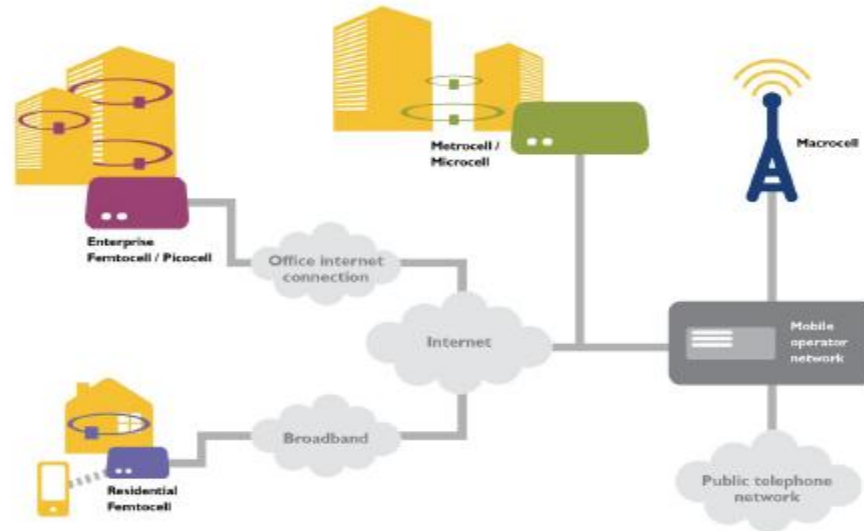 Metrocell /
Microcell
Macrocell
Enterprise
Femtocell / Picocell
Office internet
connection
Internet
Mobile
operator
network
Broadband
Public telephone
network
Residential
Femtocell